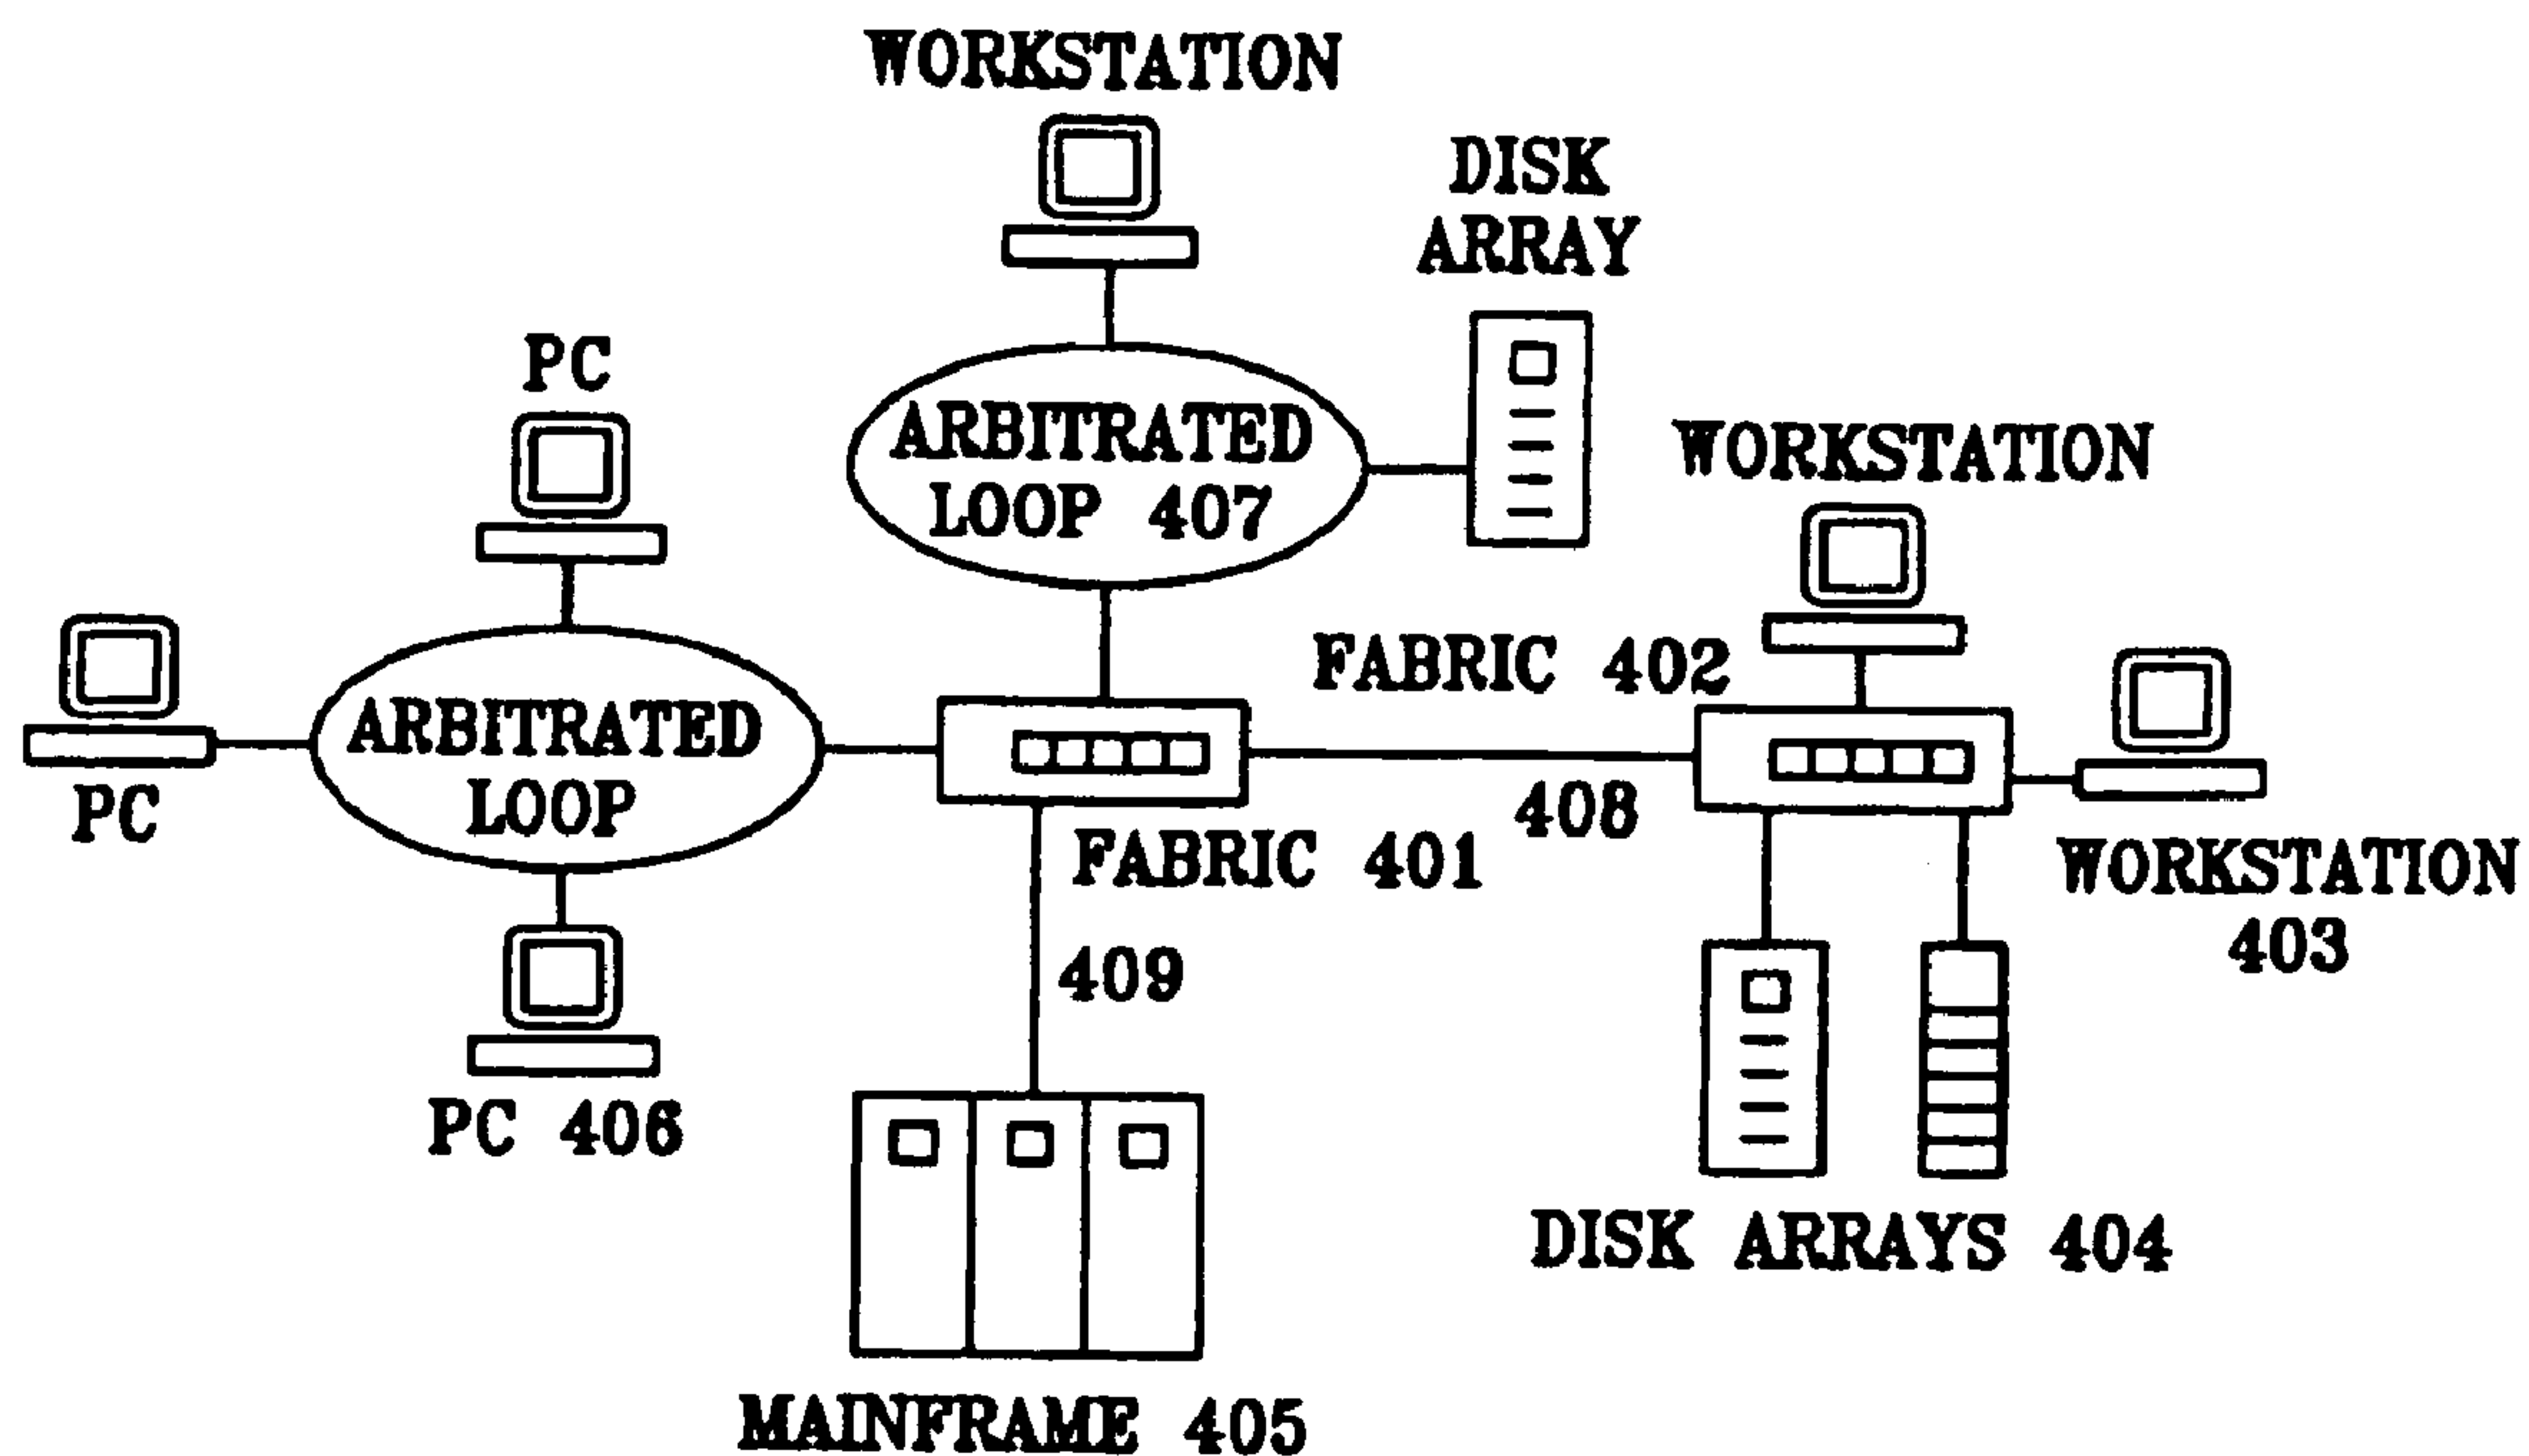 WORKSTATION
DISK
ARRAY
PC
ARBITRATED
LOOP 407
WORKSTATION
FABRIC 402
ARBITRATED
LOOP
PC
408
FABRIC 401
WORKSTATION
403
409
PC 406
DISK ARRAYS 404
MAINFRAME 405